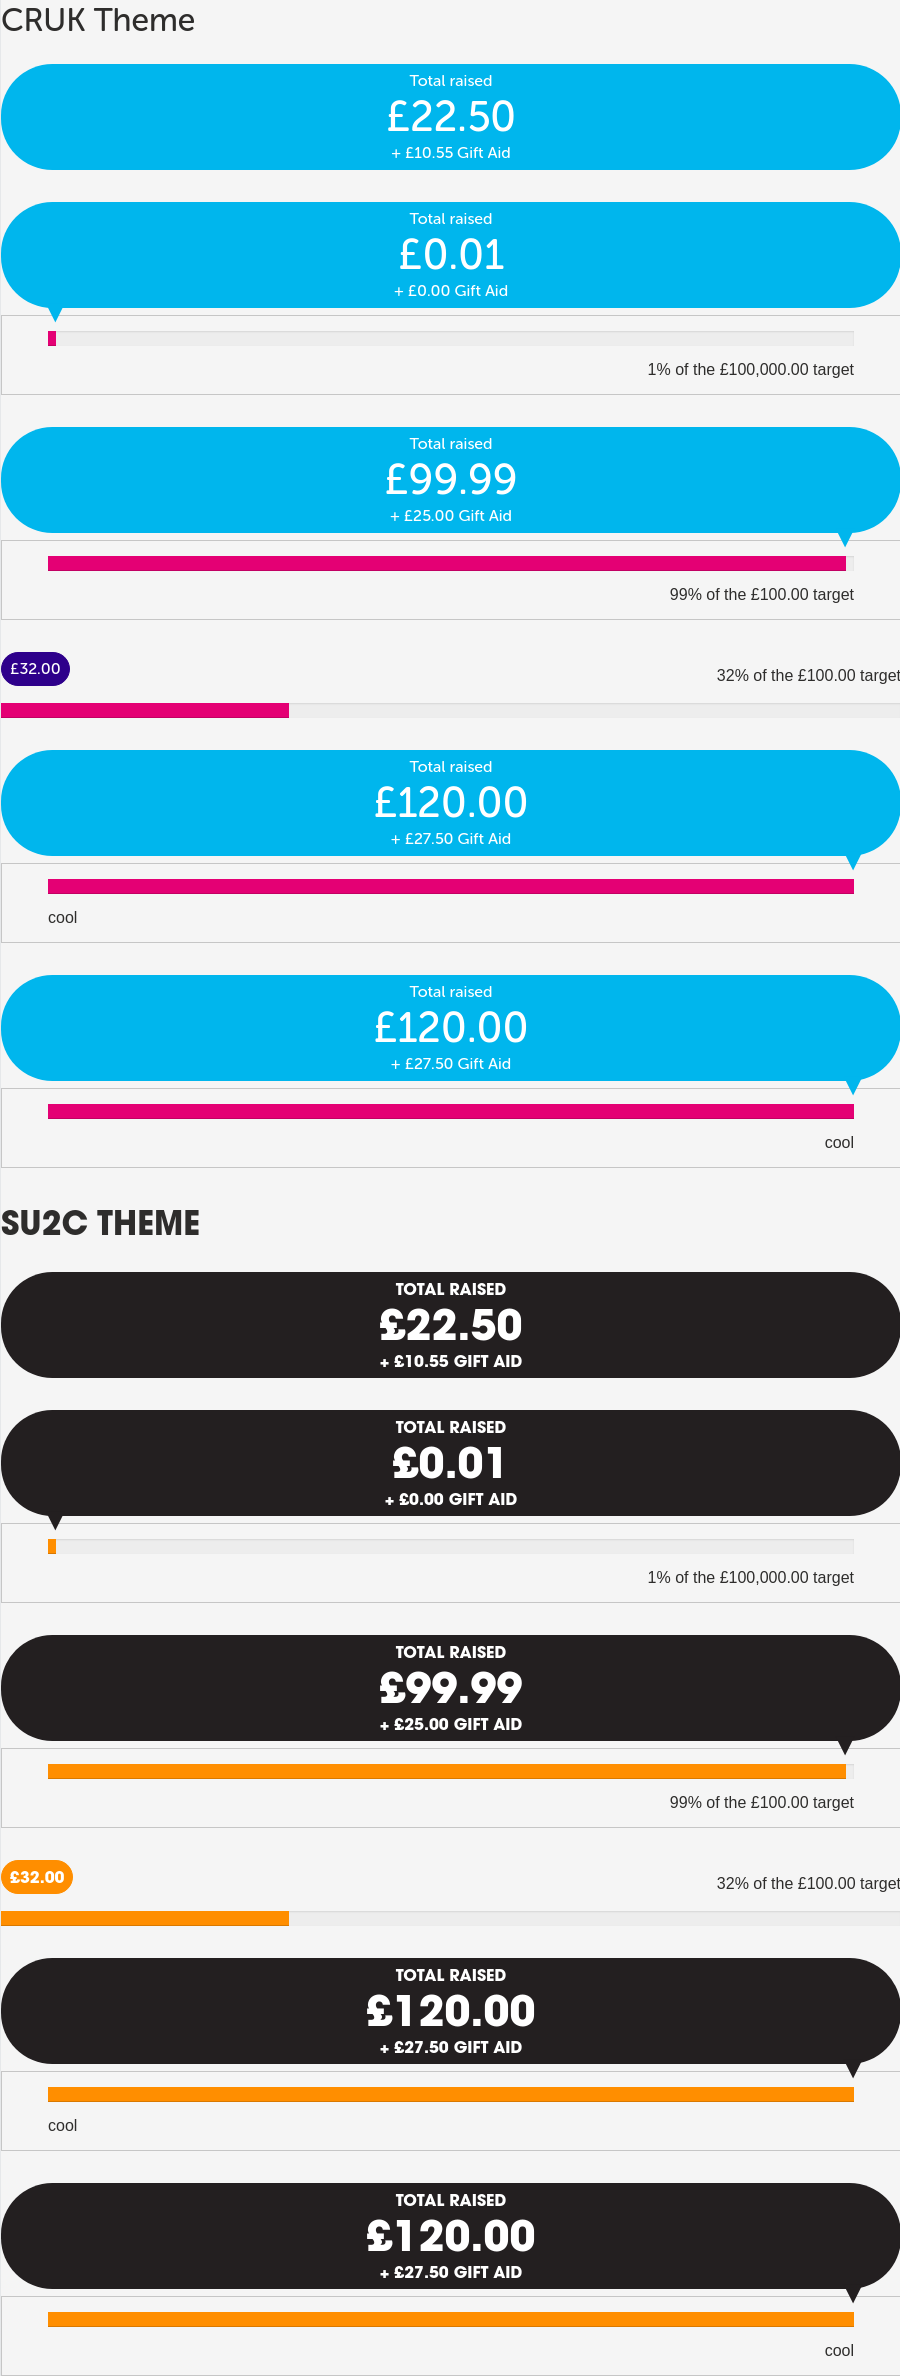 CRUK Theme
Total raised
£22.50
+ £10.55 Gift Aid
Total raised
£0.01
+ £0.00 Gift Aid
1% of the £100,000.00 target
Total raised
£99.99
+ £25.00 Gift Aid
99% of the £100.00 target
£32.00
32% of the £100.00 target
Total raised
£120.00
+ £27.50 Gift Aid
cool
Total raised
£120.00
+ £27.50 Gift Aid
cool
SU2C THEME
TOTAL RAISED
£22.50
+ £10.55 GIFT AID
TOTAL RAISED
£0.01
+ £0.00 GIFT AID
1% of the £100,000.00 target
TOTAL RAISED
£99.99
+ £25.00 GIFT AID
99% of the £100.00 target
£32.00
32% of the £100.00 target
TOTAL RAISED
£120.00
+ £27.50 GIFT AID
cool
TOTAL RAISED
£120.00
+ £27.50 GIFT AID
cool